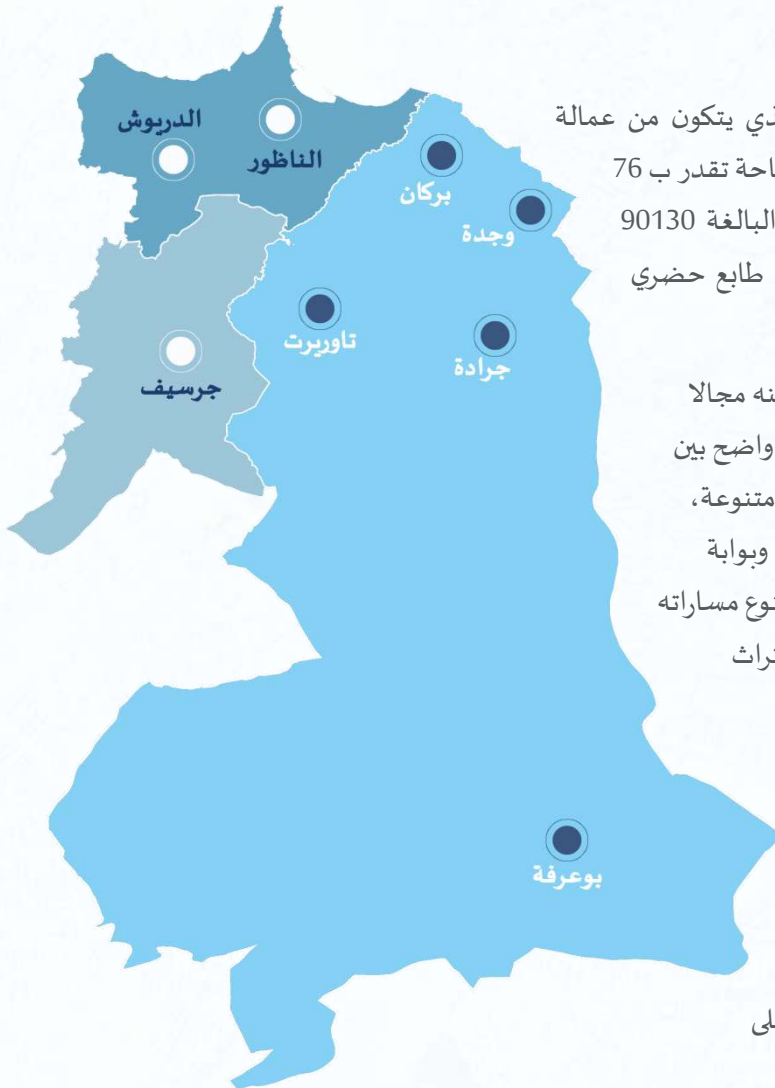 ذي يتكون من عمالة
احة تقدر ب 76
البالغة 90130
طابع حضري
نه مجالا
واضح بين
متنوعة،
وبوابة
نوع مساراته
تراث
لى
الدريوش
الناظور
بركان
وجدة
تاوريرت
جرادة
جرسيف
بوعرفة